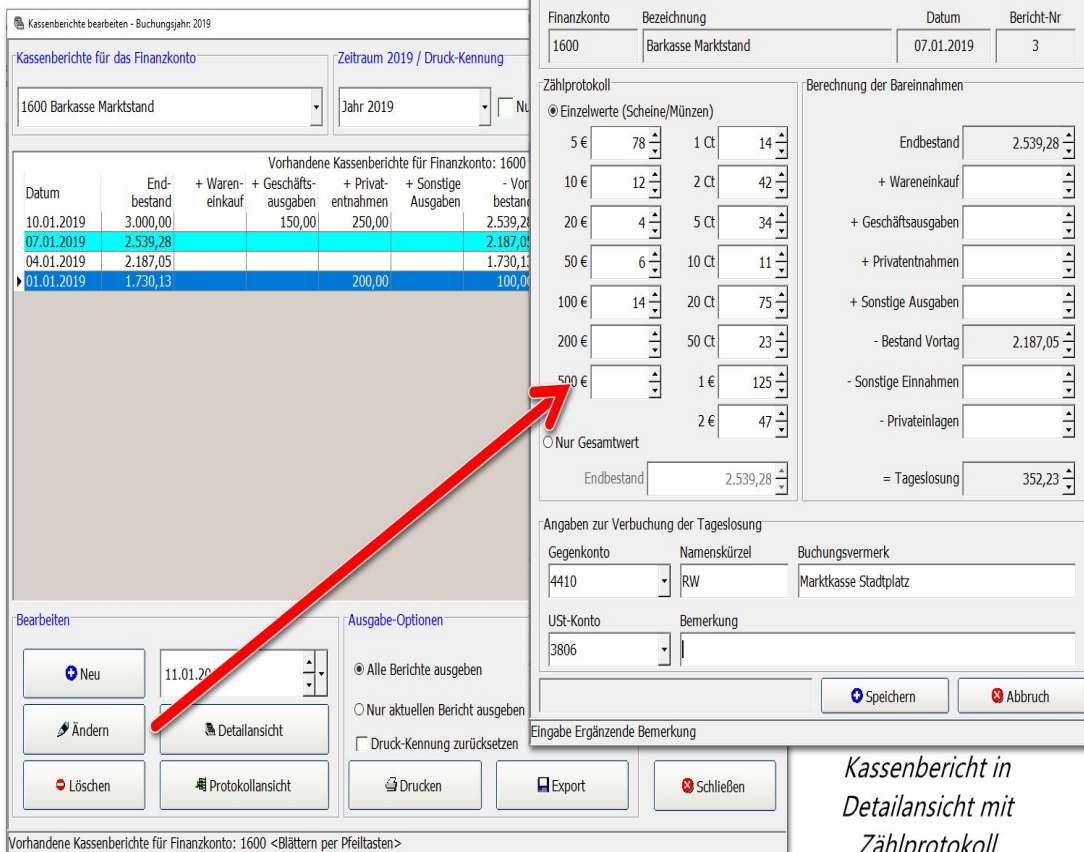 Kassenberichte bearbeiten - Buchungsjahr: 2019
Kassenberichte für das Finanzkonto
Zeitraum 2019 / Druck-Kennung
1600 Barkasse Marktstand
Jahr 2019
Vorhandene Kassenberichte für Finanzkonto: 1600
Datum End-bestand + Waren-einkauf + Geschäfts-ausgaben + Privat-entnahmen + Sonstige Ausgaben
10.01.2019 3.000,00 150,00 250,00 2.539,28
07.01.2019 2.539,28 2.187,05
04.01.2019 2.187,05 1.730,13
01.01.2019 1.730,13 200,00 100,00
Bearbeiten
Neu
Ändern
Detailansicht
Löschen
Protokollansicht
Ausgabe-Optionen
Alle Berichte ausgeben
Nur aktuellen Bericht ausgeben
Druck-Kennung zurücksetzen
Drucken
Export
Schließen
Vorhandene Kassenberichte für Finanzkonto: 1600 <Blättern per Pfeiltasten>
Finanzkonto Bezeichnung Datum Bericht-Nr
1600 Barkasse Marktstand 07.01.2019 3
Zählprotokoll
Einzelwerte (Scheine/Münzen)
5 € 78 1 Ct 14
10 € 12 2 Ct 42
20 € 4 5 Ct 34
50 € 6 10 Ct 11
100 € 14 20 Ct 75
200 € 50 Ct 23
500 € 1 € 125
2 € 47
Nur Gesamtwert
Endbestand 2.539,28
Berechnung der Bareinnahmen
Endbestand 2.539,28
+ Wareneinkauf
+ Geschäftsausgaben
+ Privatentnahmen
+ Sonstige Ausgaben
- Bestand Vortag 2.187,05
- Sonstige Einnahmen
- Privateinlagen
= Tageslosung 352,23
Angaben zur Verbuchung der Tageslosung
Gegenkonto Namenskürzel Buchungsvermerk
4410 RW Marktkasse Stadtplatz
USt-Konto Bemerkung
3806
Speichern
Abbruch
Eingabe Ergänzende Bemerkung
Kassenbericht in
Detailansicht mit
Zählprotokoll